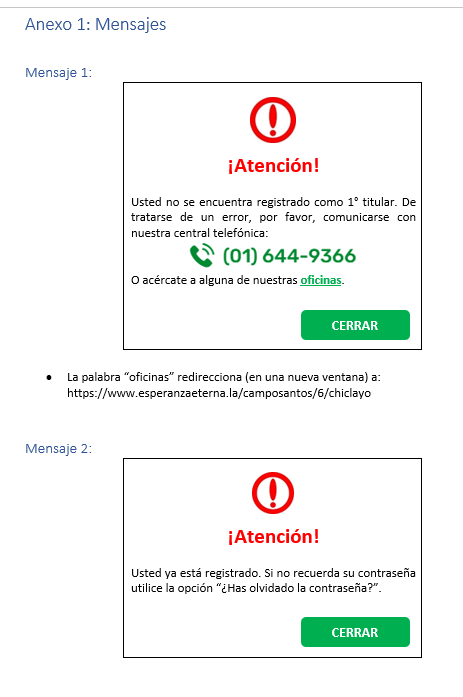 Anexo 1: Mensajes
Mensaje 1:
¡Atención!
Usted no se encuentra registrado como 1° titular. De
tratarse de un error, por favor, comunicarse con
nuestra central telefónica:
(01) 644-9366
O acércate a alguna de nuestras oficinas.
CERRAR
• La palabra “oficinas” redirecciona (en una nueva ventana) a:
https://www.esperanzaeterna.la/camposantos/6/chiclayo
Mensaje 2:
¡Atención!
Usted ya está registrado. Si no recuerda su contraseña
utilice la opción “¿Has olvidado la contraseña?”.
CERRAR